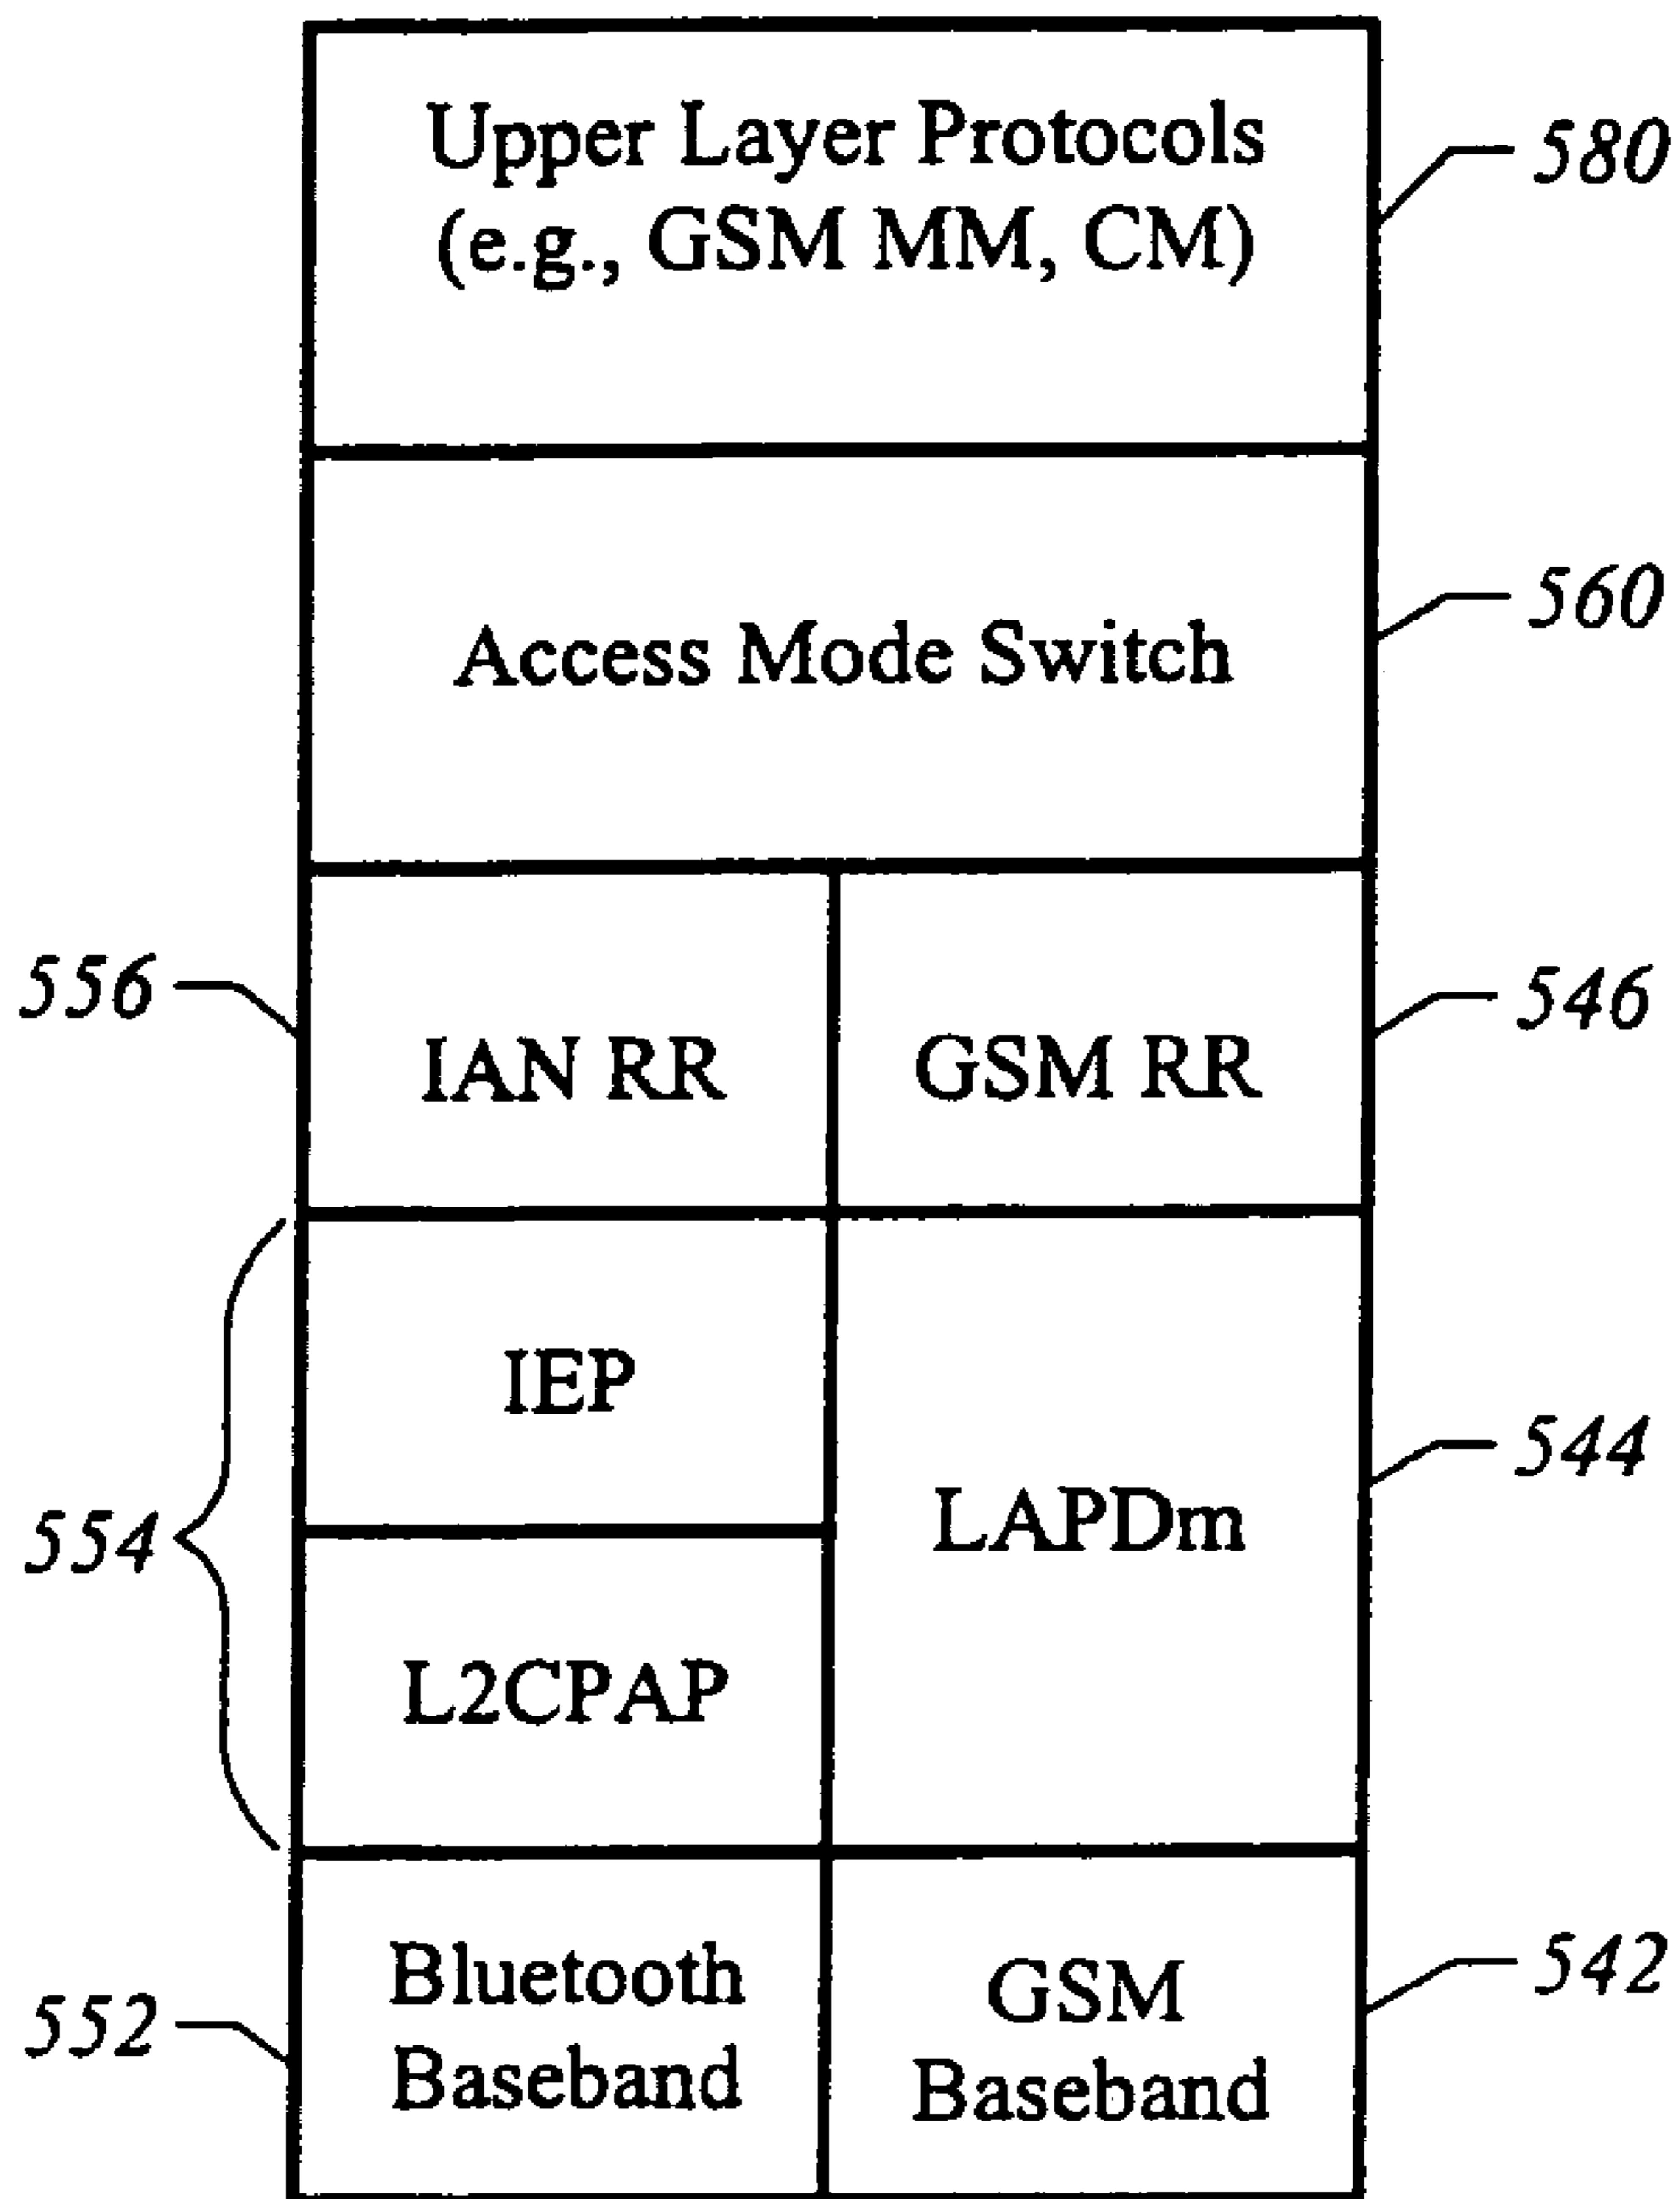 Upper Layer Protocols
(e.g., GSM MM, CM)
580
Access Mode Switch
560
556
IAN RR
GSM RR
546
IEP
LAPDm
544
554
L2CPAP
Bluetooth
Baseband
552
GSM
Baseband
542